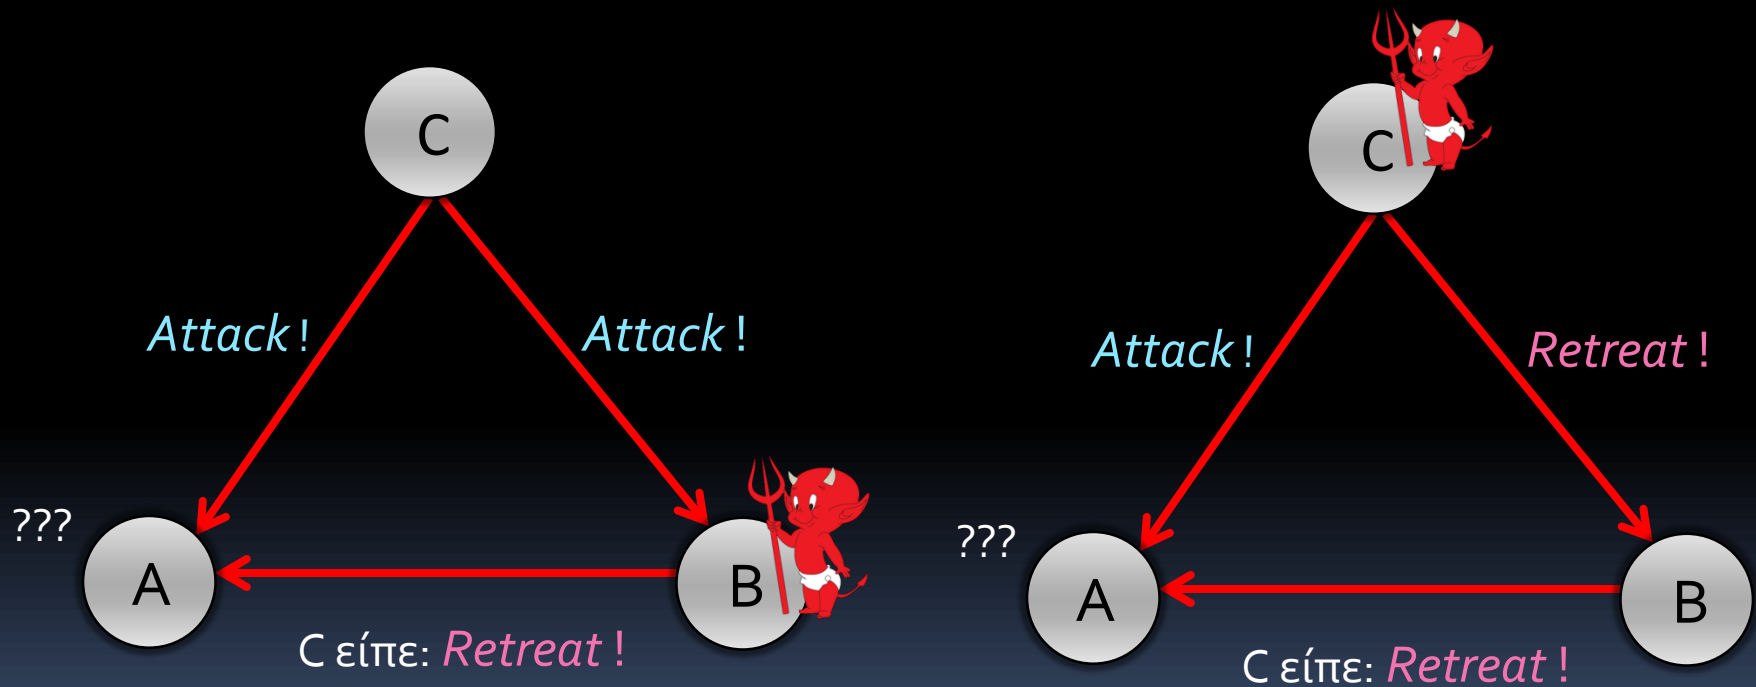 C
Attack !
Attack !
???
A
B
C είπε: Retreat !
C
Attack !
Retreat !
???
A
B
C είπε: Retreat !